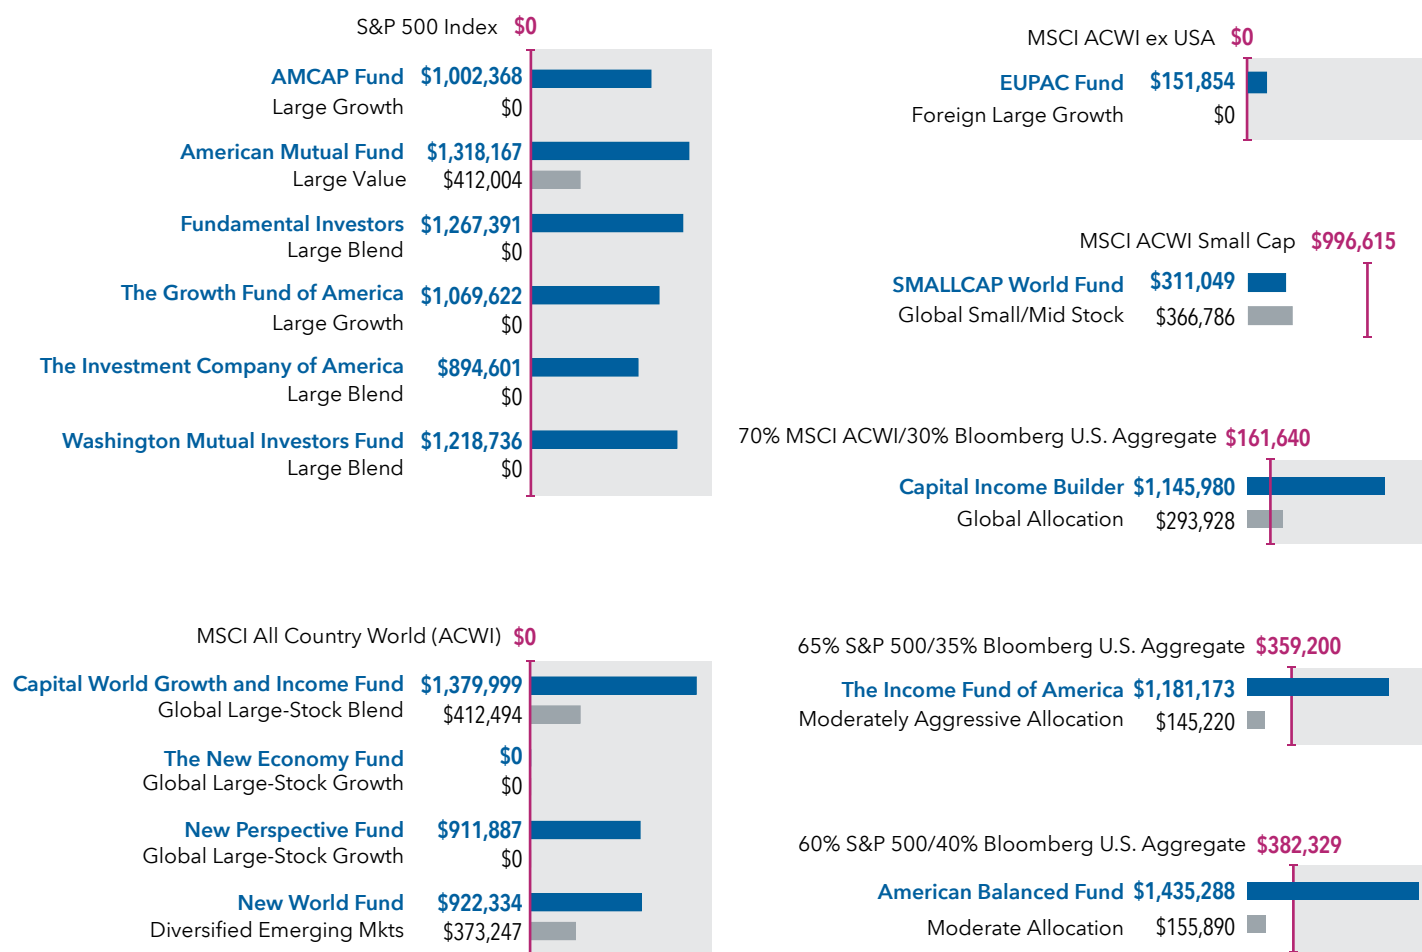 S&P 500 Index $0
AMCAP Fund $1,002,368
Large Growth $0
American Mutual Fund $1,318,167
Large Value $412,004
Fundamental Investors $1,267,391
Large Blend $0
The Growth Fund of America $1,069,622
Large Growth $0
The Investment Company of America $894,601
Large Blend $0
Washington Mutual Investors Fund $1,218,736
Large Blend $0
MSCI All Country World (ACWI) $0
Capital World Growth and Income Fund $1,379,999
Global Large-Stock Blend $412,494
The New Economy Fund $0
Global Large-Stock Growth $0
New Perspective Fund $911,887
Global Large-Stock Growth $0
New World Fund $922,334
Diversified Emerging Mkts $373,247
MSCI ACWI ex USA $0
EUPAC Fund $151,854
Foreign Large Growth $0
MSCI ACWI Small Cap $996,615
SMALLCAP World Fund $311,049
Global Small/Mid Stock $366,786
70% MSCI ACWI/30% Bloomberg U.S. Aggregate $161,640
Capital Income Builder $1,145,980
Global Allocation $293,928
65% S&P 500/35% Bloomberg U.S. Aggregate $359,200
The Income Fund of America $1,181,173
Moderately Aggressive Allocation $145,220
60% S&P 500/40% Bloomberg U.S. Aggregate $382,329
American Balanced Fund $1,435,288
Moderate Allocation $155,890